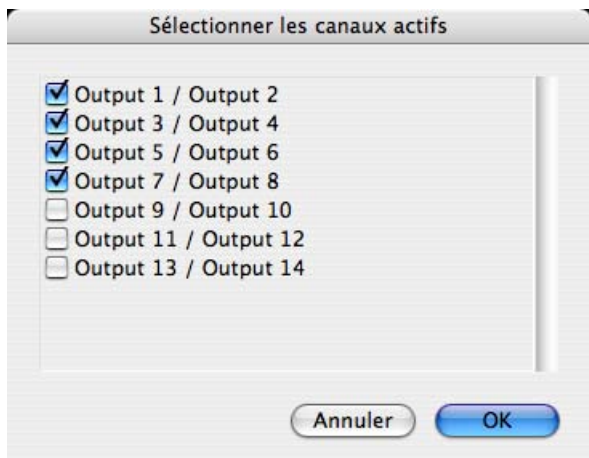 Sélectionner les canaux actifs
Output 1 / Output 2
Output 3 / Output 4
Output 5 / Output 6
Output 7 / Output 8
Output 9 / Output 10
Output 11 / Output 12
Output 13 / Output 14
Annuler OK